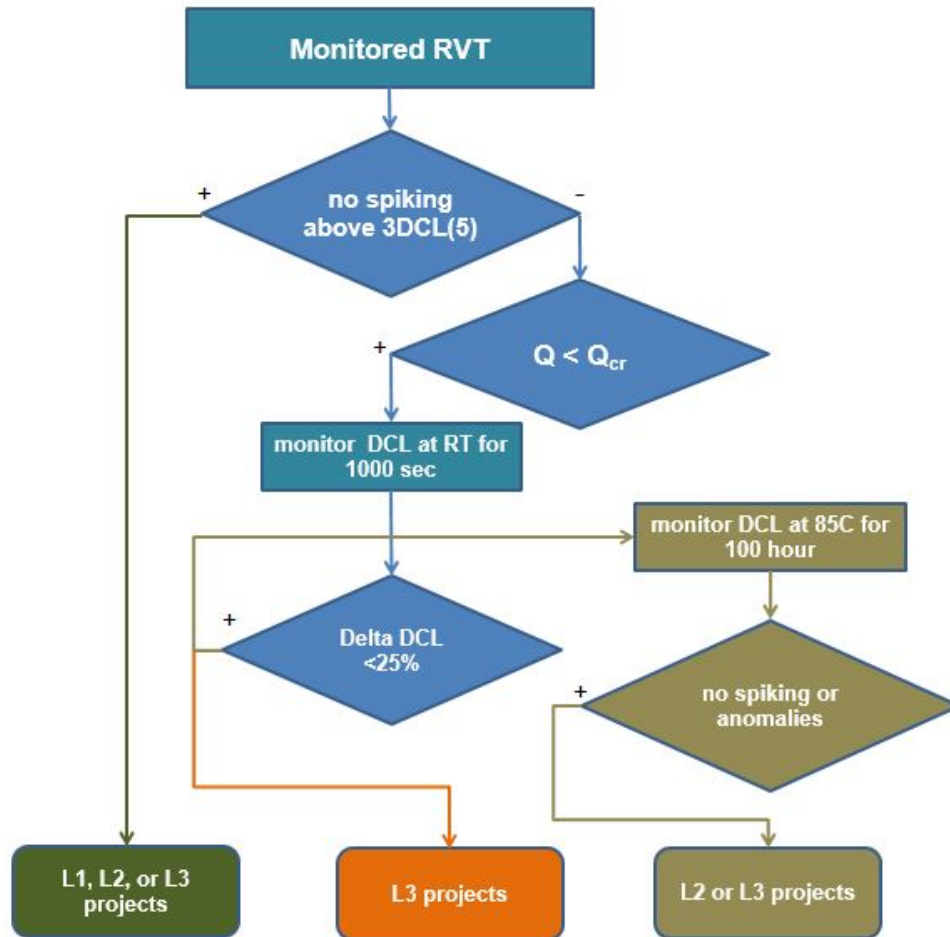 Monitored RVT
+
-
no spiking
above 3DCL(5)
+
Q < Qcr
monitor DCL at RT for
1000 sec
monitor DCL at 85C for
100 hour
+
Delta DCL
<25%
+
no spiking or
anomalies
L1, L2, or L3
projects
L3 projects
L2 or L3 projects